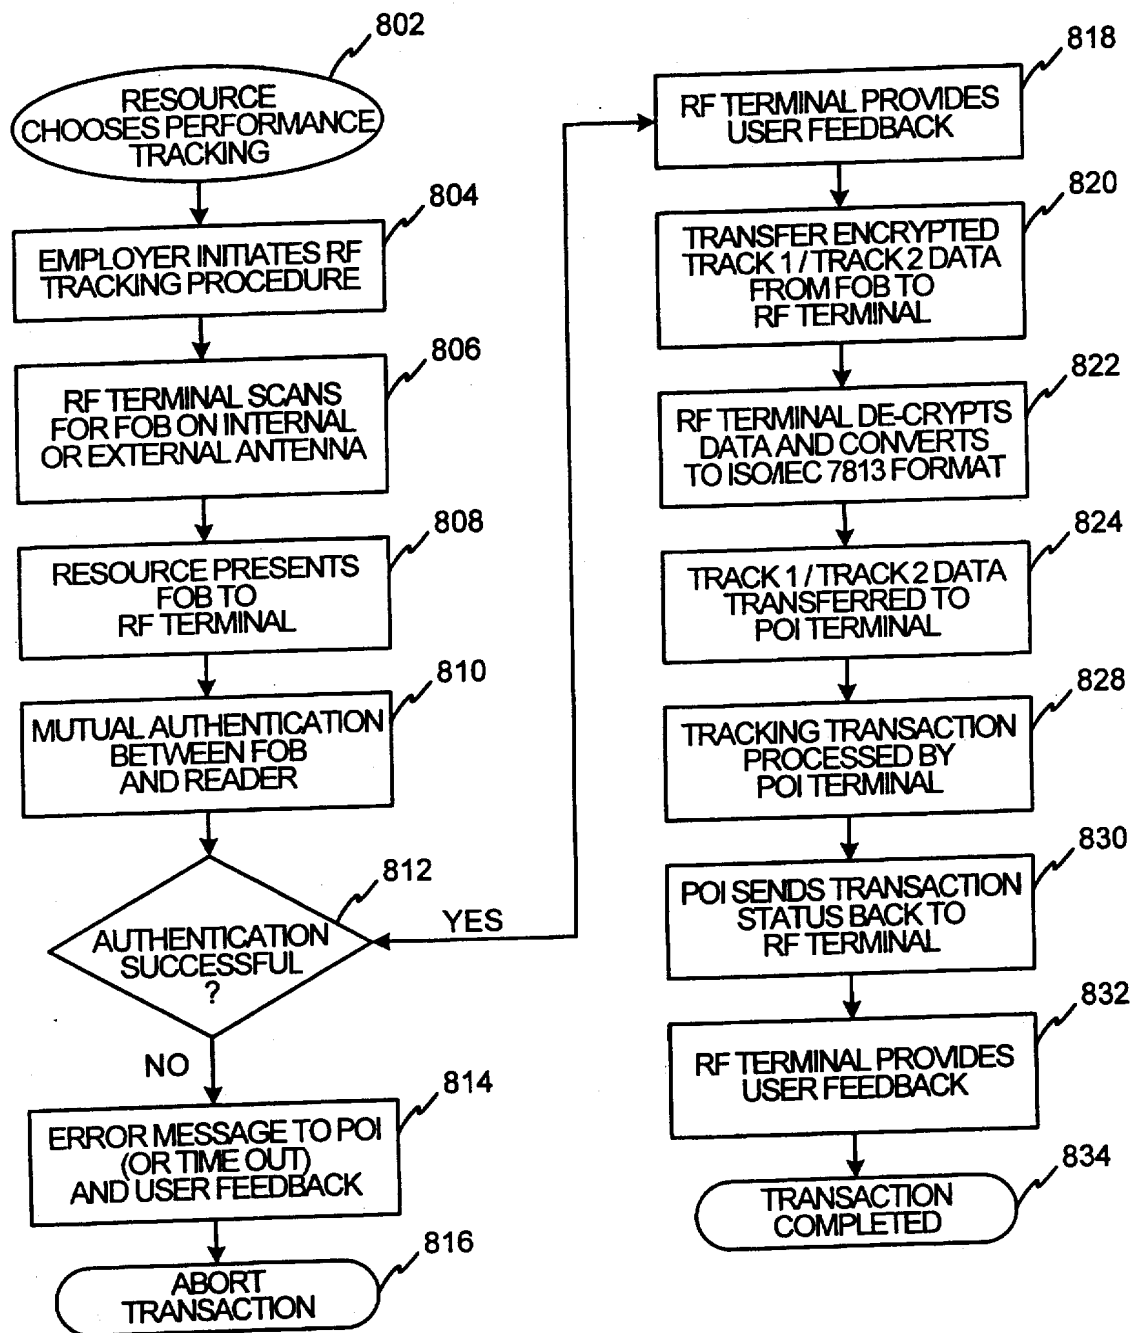 802
RESOURCE
CHOOSES PERFORMANCE
TRACKING
804
EMPLOYER INITIATES RF
TRACKING PROCEDURE
806
RF TERMINAL SCANS
FOR FOB ON INTERNAL
OR EXTERNAL ANTENNA
808
RESOURCE PRESENTS
FOB TO
RF TERMINAL
810
MUTUAL AUTHENTICATION
BETWEEN FOB
AND READER
812
AUTHENTICATION
SUCCESSFUL
?
YES
NO
814
ERROR MESSAGE TO POI
(OR TIME OUT)
AND USER FEEDBACK
816
ABORT
TRANSACTION
818
RF TERMINAL PROVIDES
USER FEEDBACK
820
TRANSFER ENCRYPTED
TRACK 1 / TRACK 2 DATA
FROM FOB TO
RF TERMINAL
822
RF TERMINAL DE-CRYPTS
DATA AND CONVERTS
TO ISO/IEC 7813 FORMAT
824
TRACK 1 / TRACK 2 DATA
TRANSFERRED TO
POI TERMINAL
828
TRACKING TRANSACTION
PROCESSED BY
POI TERMINAL
830
POI SENDS TRANSACTION
STATUS BACK TO
RF TERMINAL
832
RF TERMINAL PROVIDES
USER FEEDBACK
834
TRANSACTION
COMPLETED